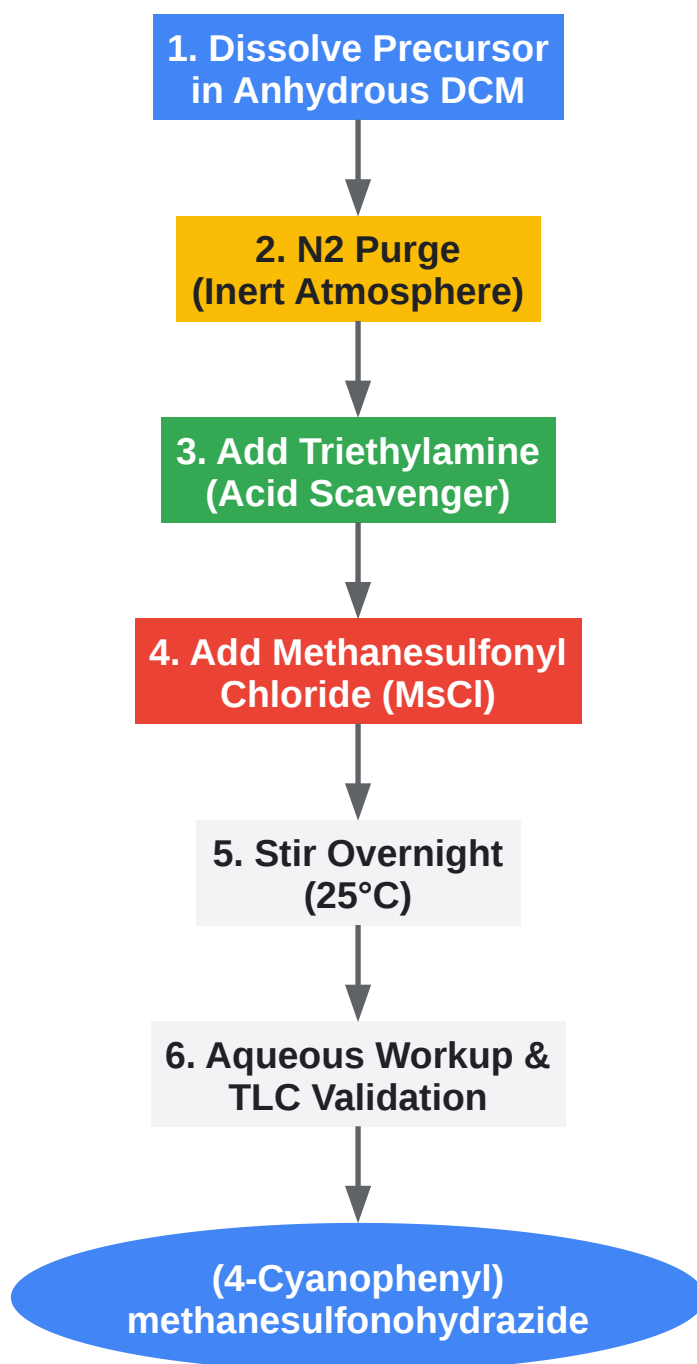 1. Dissolve Precursor
in Anhydrous DCM
2. N2 Purge
(Inert Atmosphere)
3. Add Triethylamine
(Acid Scavenger)
4. Add Methanesulfonyl
Chloride (MsCl)
5. Stir Overnight
(25°C)
6. Aqueous Workup &
TLC Validation
(4-Cyanophenyl)
methanesulfonohydrazide